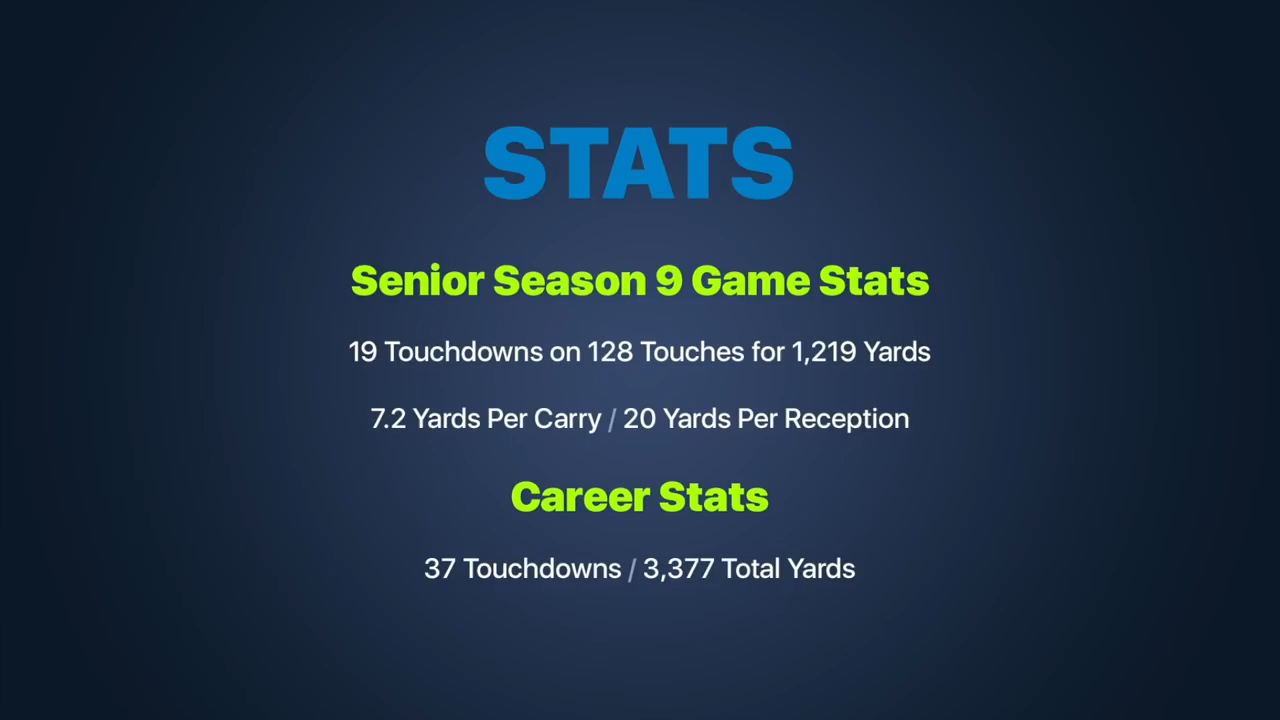 STATS
Senior Season 9 Game Stats
19 Touchdowns on 128 Touches for 1,219 Yards
7.2 Yards Per Carry / 20 Yards Per Reception
Career Stats
37 Touchdowns / 3,377 Total Yards